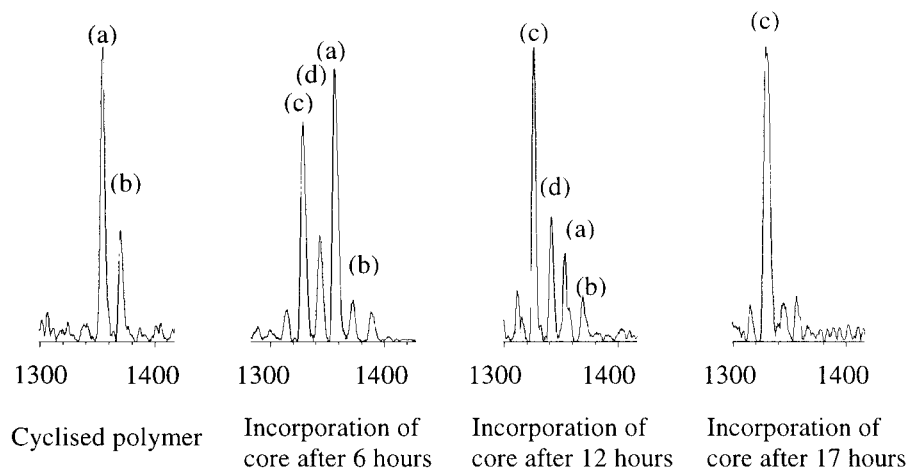 (a)
(b)
1300 1400
Cyclised polymer
(a)
(d)
(c)
(b)
1300 1400
Incorporation of
core after 6 hours
(c)
(d)
(a)
(b)
1300 1400
Incorporation of
core after 12 hours
(c)
1300 1400
Incorporation of
core after 17 hours